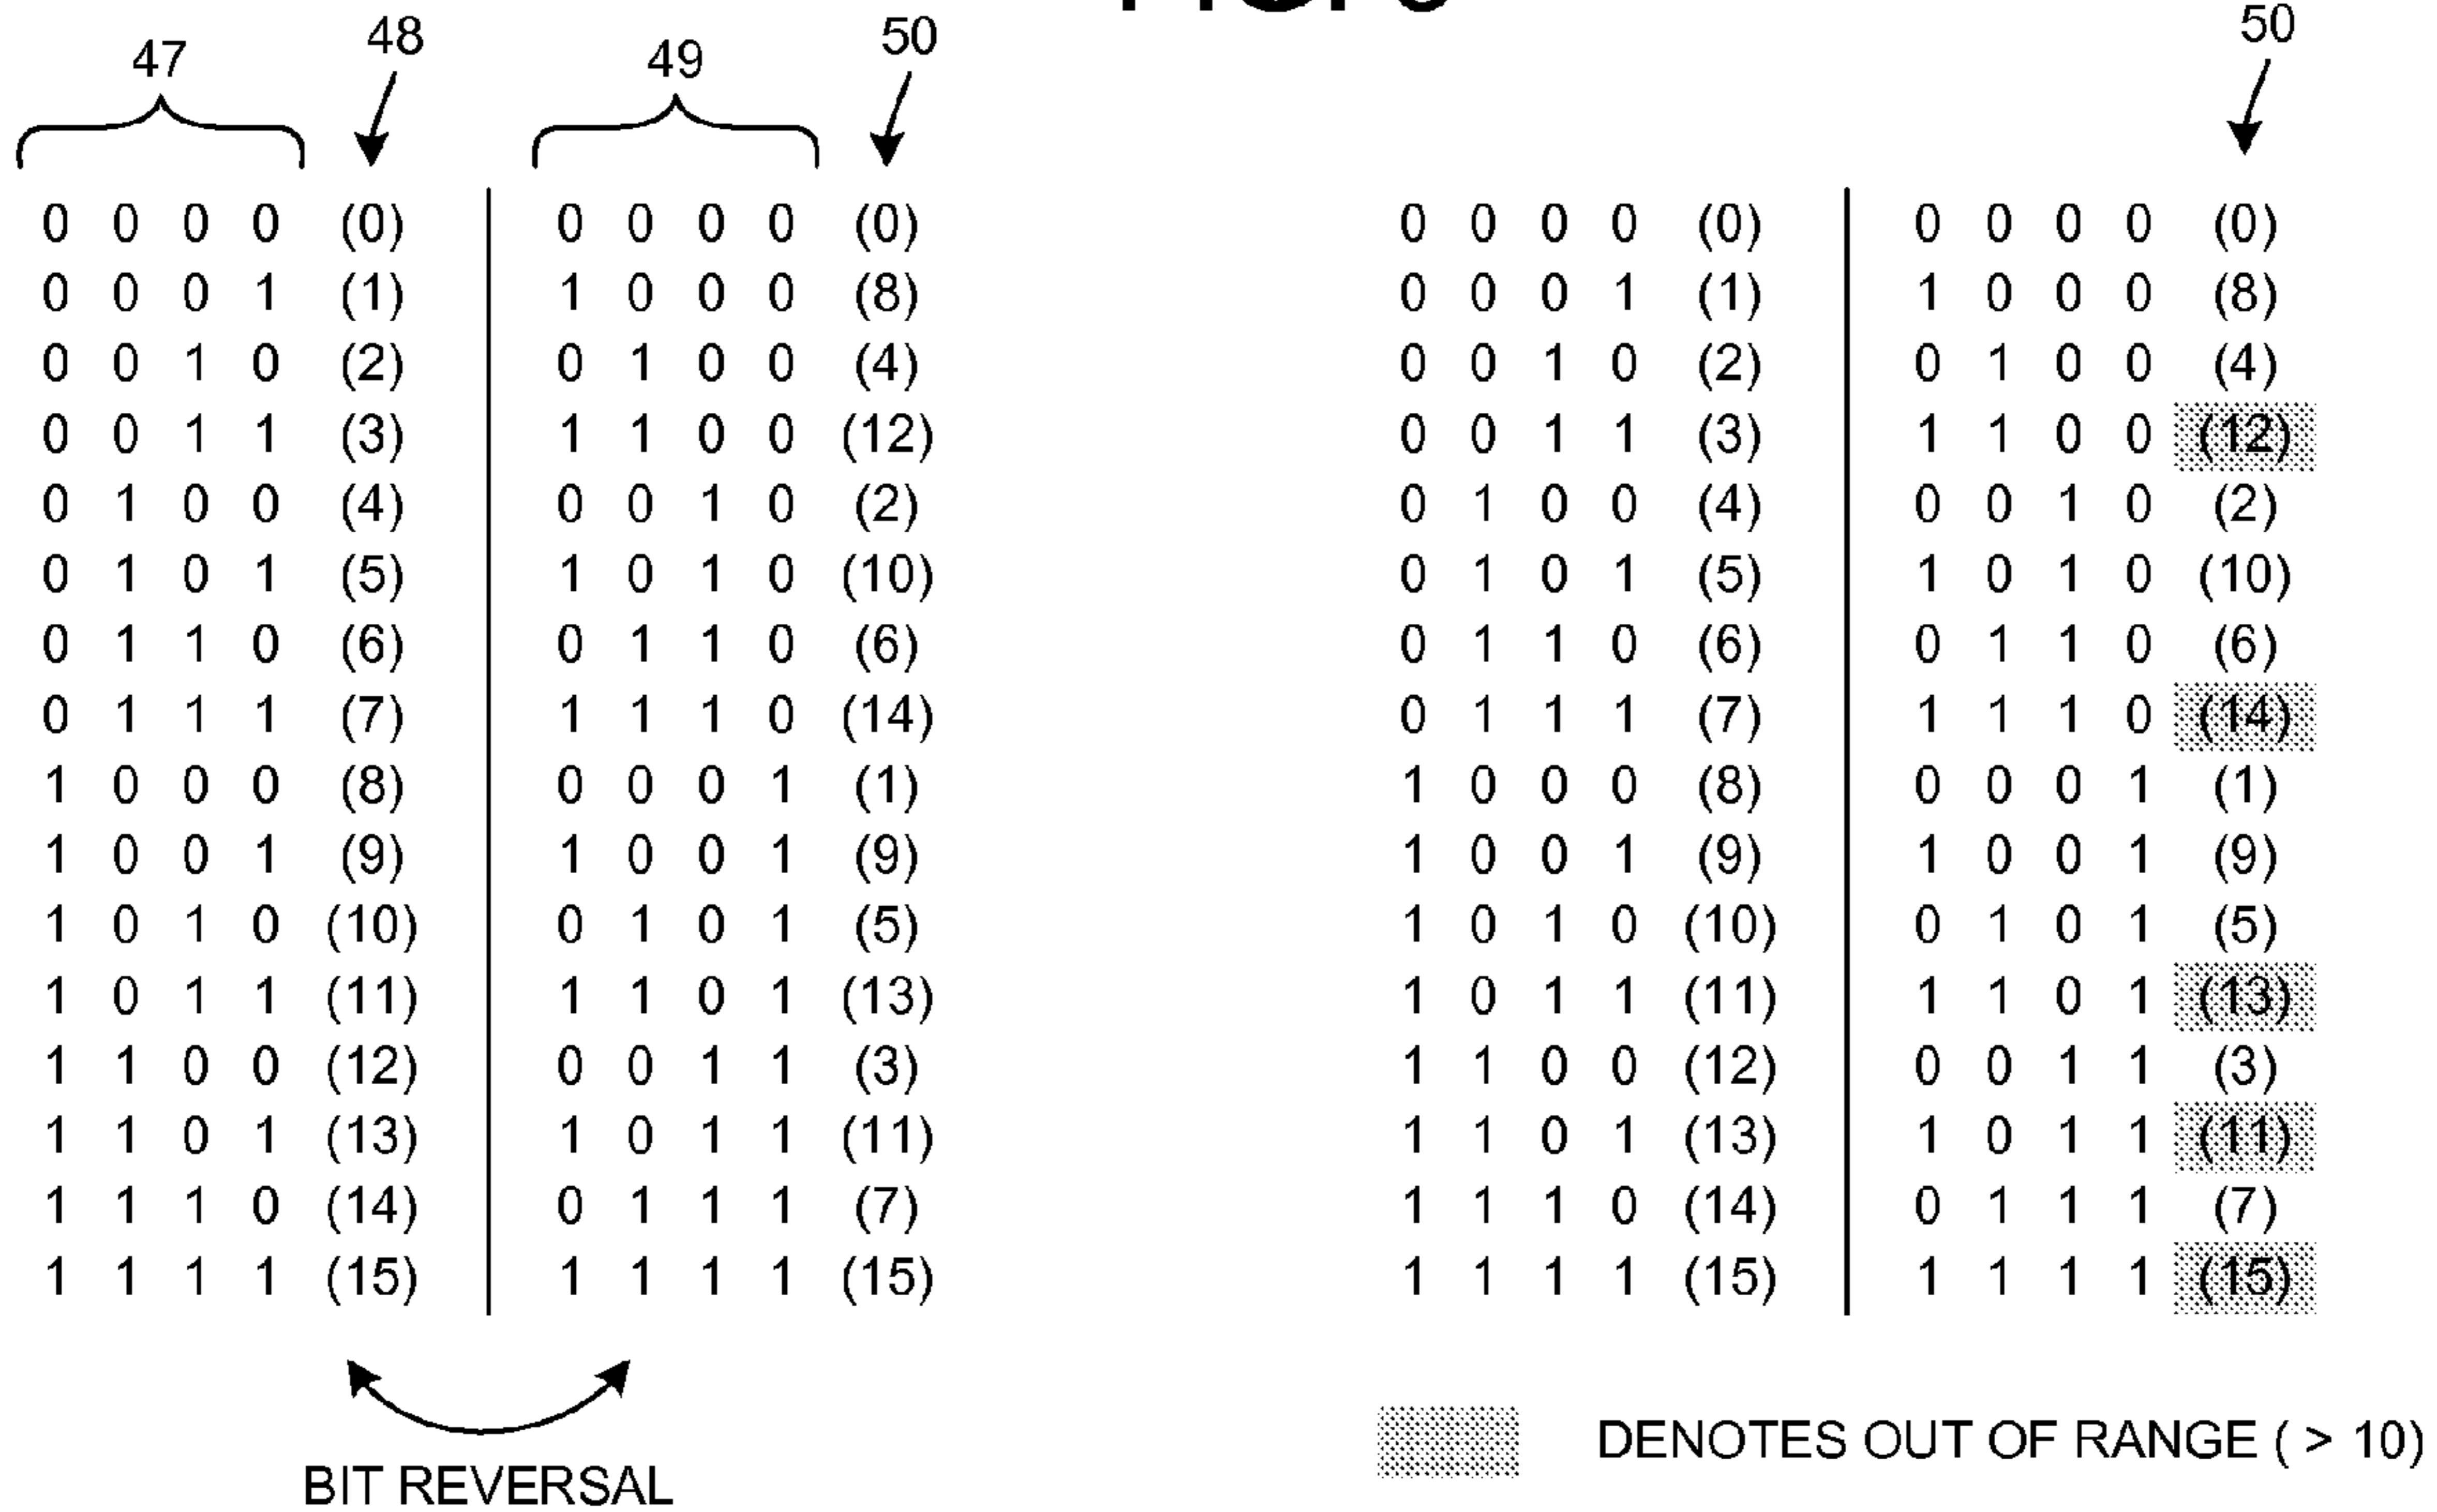 47 48 49 50 50
0 0 0 0 (0) 0 0 0 0 (0) 0 0 0 0 (0) 0 0 0 0 (0)
0 0 0 1 (1) 1 0 0 0 (8) 0 0 0 1 (1) 1 0 0 0 (8)
0 0 1 0 (2) 0 1 0 0 (4) 0 0 1 0 (2) 0 1 0 0 (4)
0 0 1 1 (3) 1 1 0 0 (12) 0 0 1 1 (3) 1 1 0 0 (12)
0 1 0 0 (4) 0 0 1 0 (2) 0 1 0 0 (4) 0 0 1 0 (2)
0 1 0 1 (5) 1 0 1 0 (10) 0 1 0 1 (5) 1 0 1 0 (10)
0 1 1 0 (6) 0 1 1 0 (6) 0 1 1 0 (6) 0 1 1 0 (6)
0 1 1 1 (7) 1 1 1 0 (14) 0 1 1 1 (7) 1 1 1 0 (14)
1 0 0 0 (8) 0 0 0 1 (1) 1 0 0 0 (8) 0 0 0 1 (1)
1 0 0 1 (9) 1 0 0 1 (9) 1 0 0 1 (9) 1 0 0 1 (9)
1 0 1 0 (10) 0 1 0 1 (5) 1 0 1 0 (10) 0 1 0 1 (5)
1 0 1 1 (11) 1 1 0 1 (13) 1 0 1 1 (11) 1 1 0 1 (13)
1 1 0 0 (12) 0 0 1 1 (3) 1 1 0 0 (12) 0 0 1 1 (3)
1 1 0 1 (13) 1 0 1 1 (11) 1 1 0 1 (13) 1 0 1 1 (11)
1 1 1 0 (14) 0 1 1 1 (7) 1 1 1 0 (14) 0 1 1 1 (7)
1 1 1 1 (15) 1 1 1 1 (15) 1 1 1 1 (15) 1 1 1 1 (15)
BIT REVERSAL
DENOTES OUT OF RANGE ( > 10)